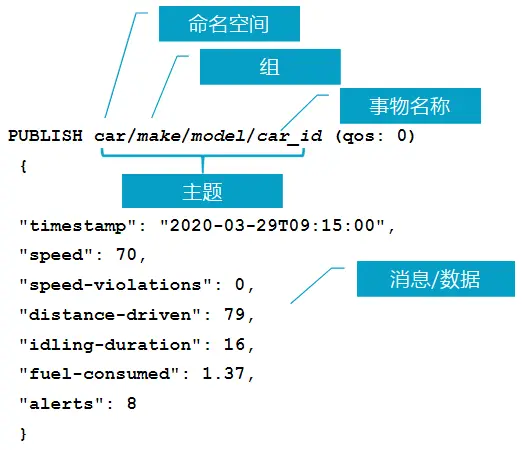 命名空间
组
事物名称
PUBLISH car/make/model/car_id (qos: 0)
{
主题
"timestamp": "2020-03-29T09:15:00",
"speed": 70,
"speed-violations": 0,
消息/数据
"distance-driven": 79,
"idling-duration": 16,
"fuel-consumed": 1.37,
"alerts": 8
}